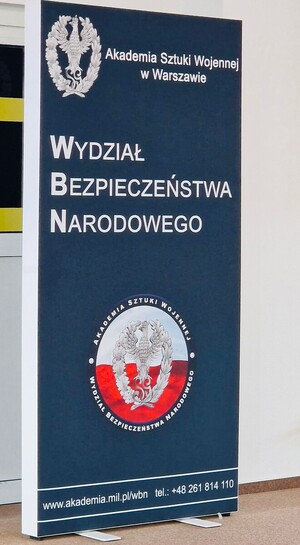 Akademia Sztuki Wojennej
w Warszawie
WYDZIAŁ
BEZPIECZEŃSTWA
NARODOWEGO
AKADEMIA SZTUKI WOJENNEJ
WYDZIAŁ BEZPIECZEŃSTWA NARODOWEGO
www.akademia.mil.pl/wbn tel.: +48 261 814 110